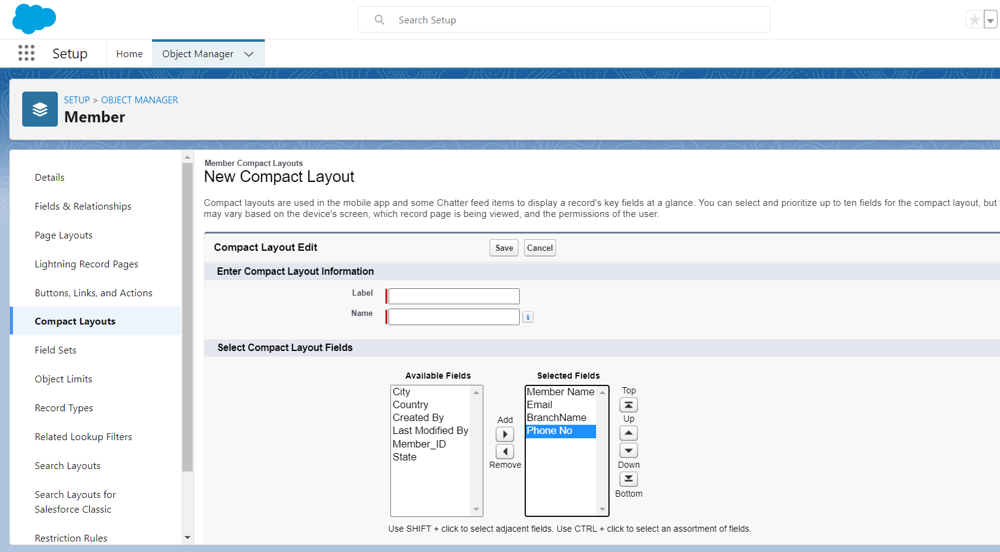 Search Setup
Setup
Home
Object Manager
SETUP > OBJECT MANAGER
Member
Details
Fields & Relationships
Page Layouts
Lightning Record Pages
Buttons, Links, and Actions
Compact Layouts
Field Sets
Object Limits
Record Types
Related Lookup Filters
Search Layouts
Search Layouts for
Salesforce Classic
Restriction Rules
Member Compact Layouts
New Compact Layout
Compact layouts are used in the mobile app and some Chatter feed items to display a record's key fields at a glance. You can select and prioritize up to ten fields for the compact layout, but
may vary based on the device's screen, which record page is being viewed, and the permissions of the user.
Compact Layout Edit
Save
Cancel
Enter Compact Layout Information
Label
Name
i
Select Compact Layout Fields
Available Fields
City
Country
Created By
Last Modified By
Member_ID
State
Add
Remove
Selected Fields
Member Name
Email
BranchName
Phone No
Top
Up
Down
Bottom
Use SHIFT + click to select adjacent fields. Use CTRL + click to select an assortment of fields.